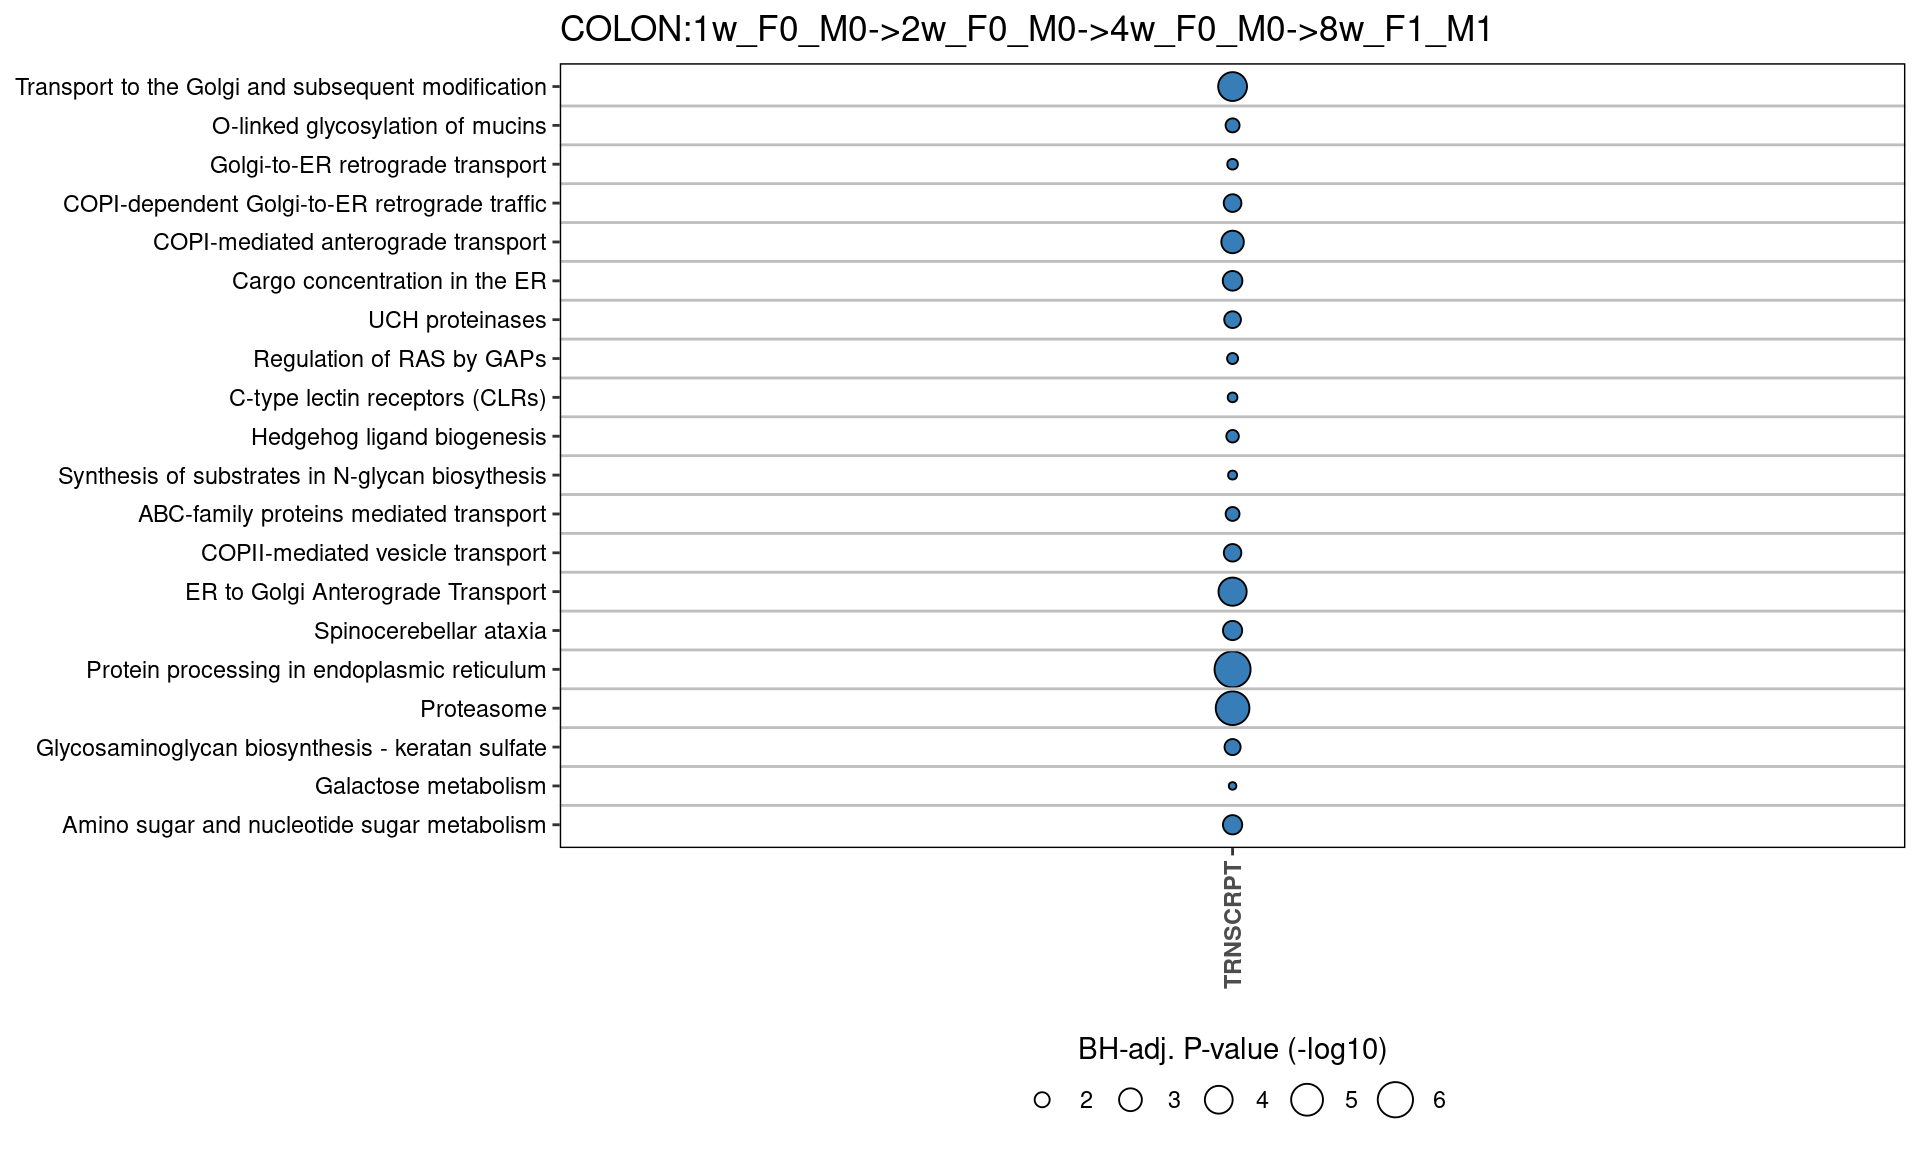 COLON:1w_F0_M0->2w_F0_M0->4w_F0_M0->8w_F1_M1
Transport to the Golgi and subsequent modification
O-linked glycosylation of mucins
Golgi-to-ER retrograde transport
COPI-dependent Golgi-to-ER retrograde traffic
COPI-mediated anterograde transport
Cargo concentration in the ER
UCH proteinases
Regulation of RAS by GAPs
C-type lectin receptors (CLRs)
Hedgehog ligand biogenesis
Synthesis of substrates in N-glycan biosythesis
ABC-family proteins mediated transport
COPII-mediated vesicle transport
ER to Golgi Anterograde Transport
Spinocerebellar ataxia
Protein processing in endoplasmic reticulum
Proteasome
Glycosaminoglycan biosynthesis - keratan sulfate
Galactose metabolism
Amino sugar and nucleotide sugar metabolism
TRNSCRPT
BH-adj. P-value (-log10)
2 3 4 5 6